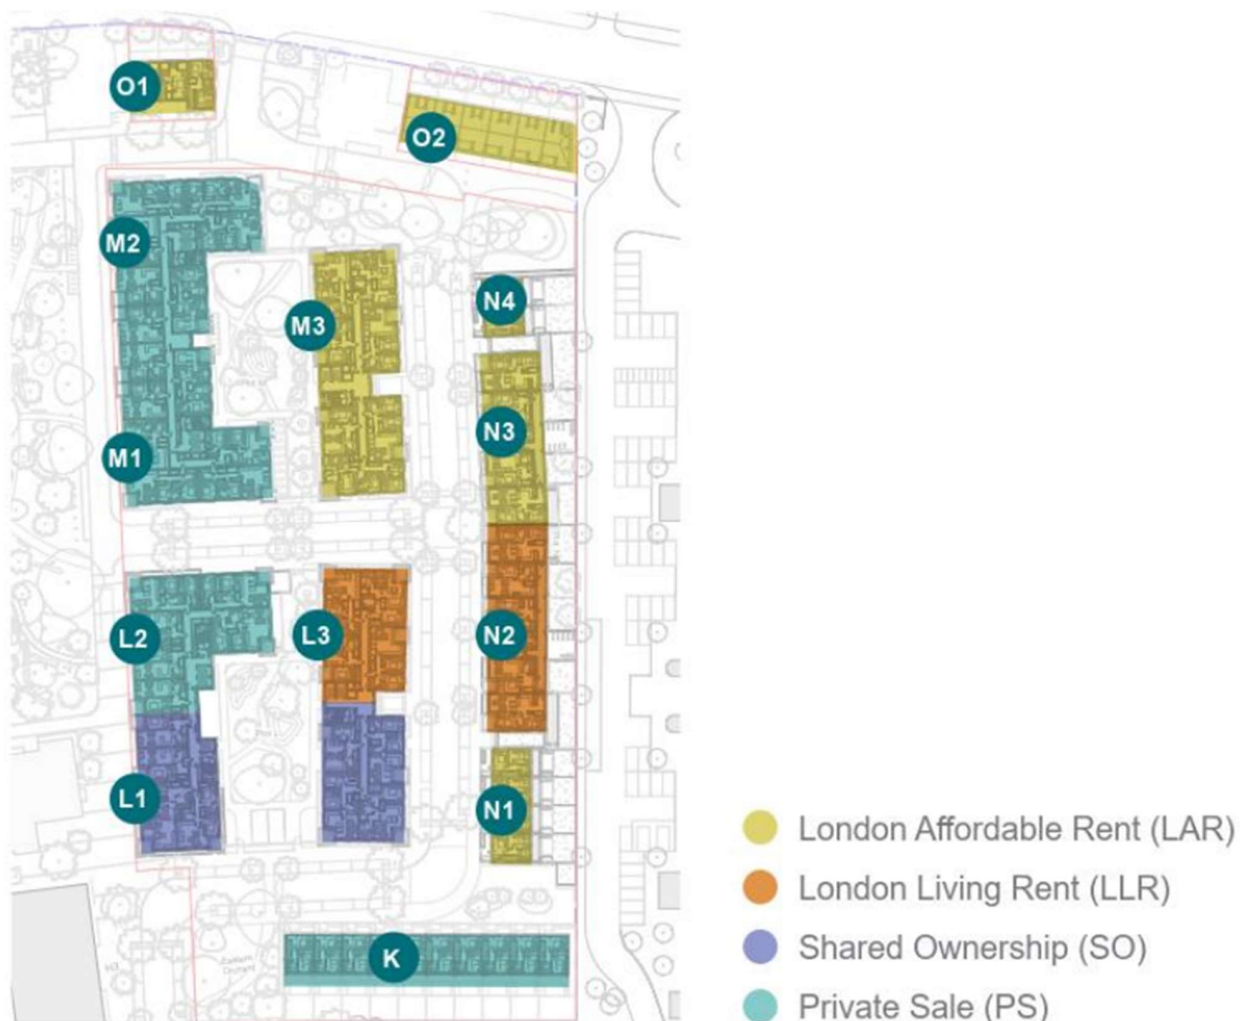 O1
O2
M2
N4
M3
N3
M1
L2
L3
N2
L1
N1
K
London Affordable Rent (LAR)
London Living Rent (LLR)
Shared Ownership (SO)
Private Sale (PS)